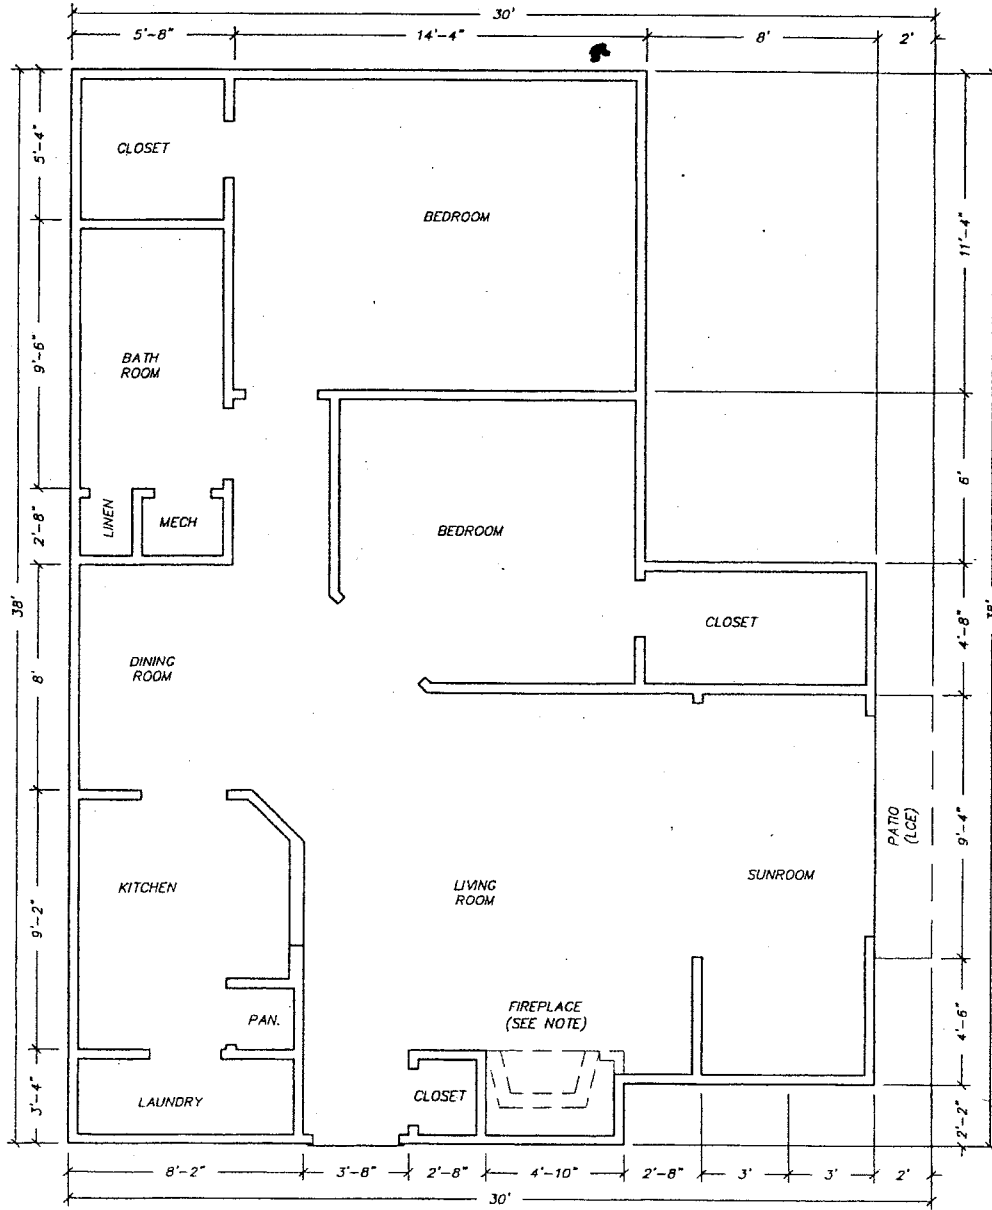 30'
5'-8"
14'-4"
8'
2'
CLOSET
BEDROOM
5'-4"
11'-4"
BATH
ROOM
9'-6"
LINEN
MECH
BEDROOM
6'
2'-8"
38'
38'
CLOSET
4'-8"
DINING
ROOM
8'
KITCHEN
LIVING
ROOM
SUNROOM
PATIO
(LCE)
9'-4"
9'-2"
FIREPLACE
(SEE NOTE)
PAN.
4'-6"
LAUNDRY
CLOSET
3'-4"
2'-2"
8'-2"
3'-8"
2'-8"
4'-10"
2'-8"
3'
3'
2'
30'